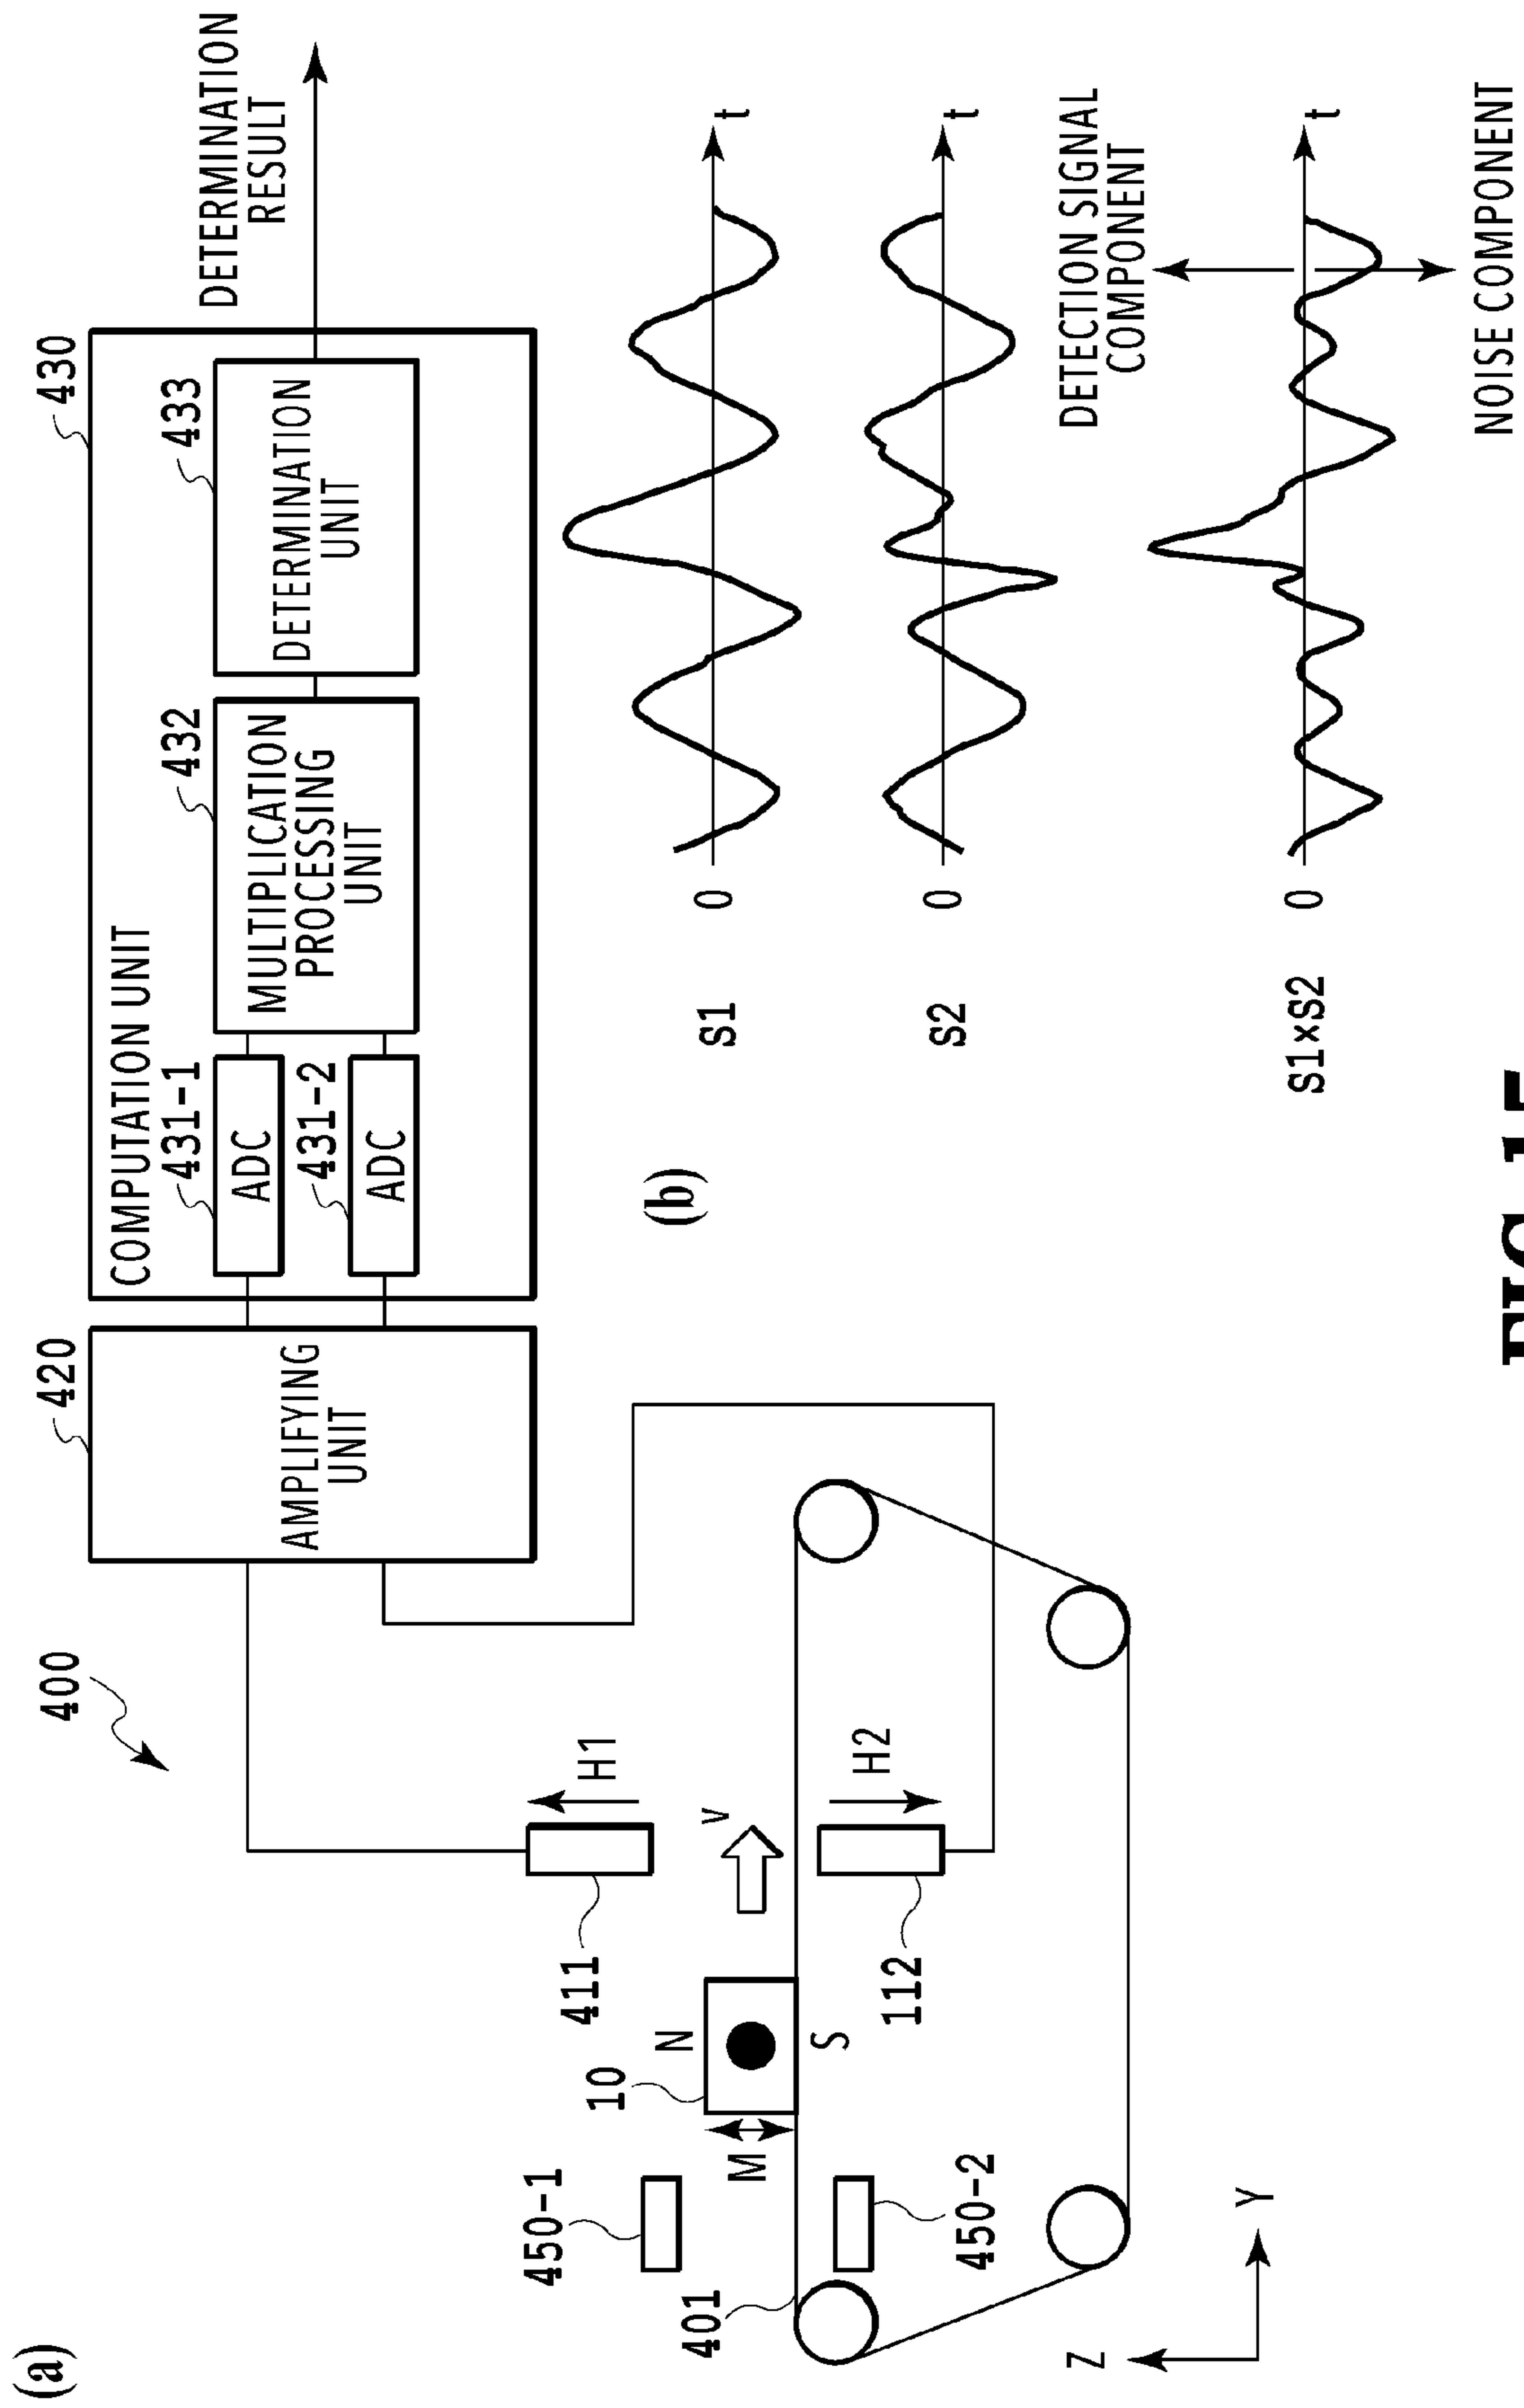 (a)
400
420
AMPLIFYING
UNIT
430
COMPUTATION UNIT
431-1
ADC
431-2
ADC
432
MULTIPLICATION
PROCESSING
UNIT
433
DETERMINATION
UNIT
DETERMINATION
RESULT
450-1
M
10
N
S
411
H1
V
401
450-2
112
H2
Z
Y
(b)
S1
0
t
S2
0
t
DETECTION SIGNAL
COMPONENT
S1×S2
0
t
NOISE COMPONENT